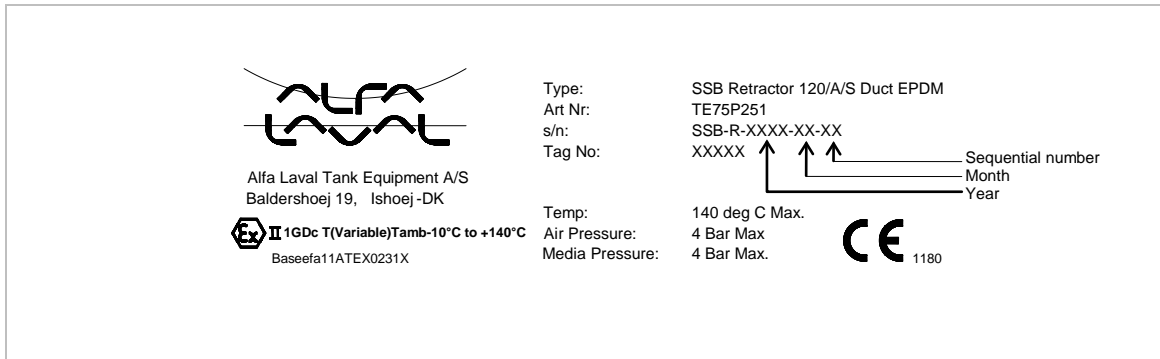 ALFA
LAVAL
Alfa Laval Tank Equipment A/S
Baldershoej 19, Ishoej-DK
Ex II 1GDc T(Variable)Tamb-10°C to +140°C
Baseefa11ATEX0231X
Type: SSB Retractor 120/A/S Duct EPDM
Art Nr: TE75P251
s/n: SSB-R-XXXX-XX-XX
Tag No: XXXXX
Sequential number
Month
Year
Temp: 140 deg C Max.
Air Pressure: 4 Bar Max
Media Pressure: 4 Bar Max.
CE 1180